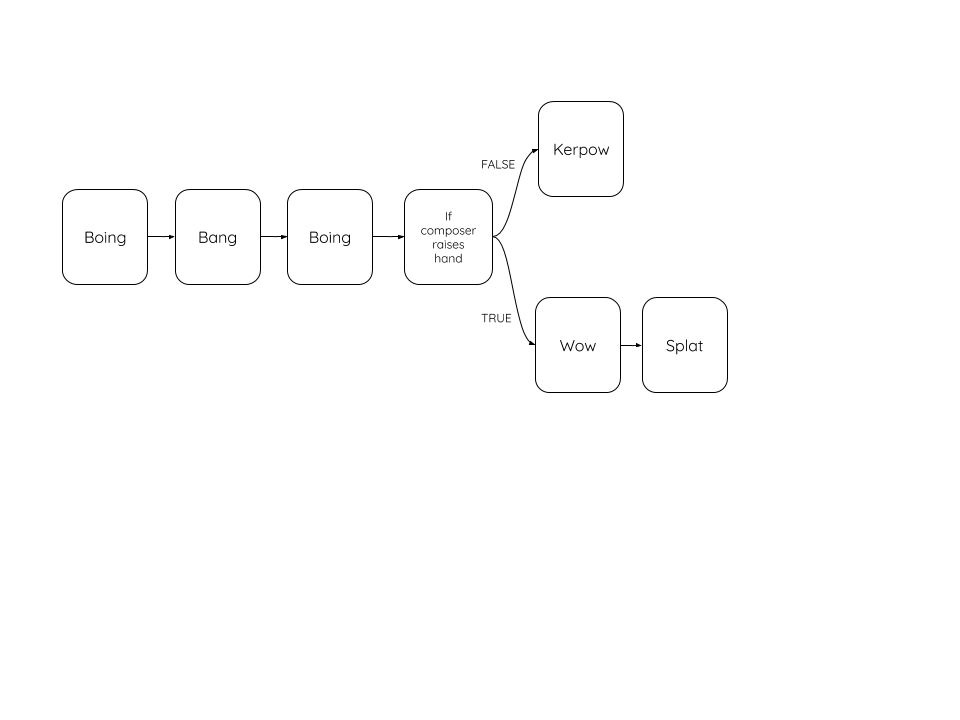 Boing
Bang
Boing
If
composer
raises
hand
FALSE
Kerpow
TRUE
Wow
Splat